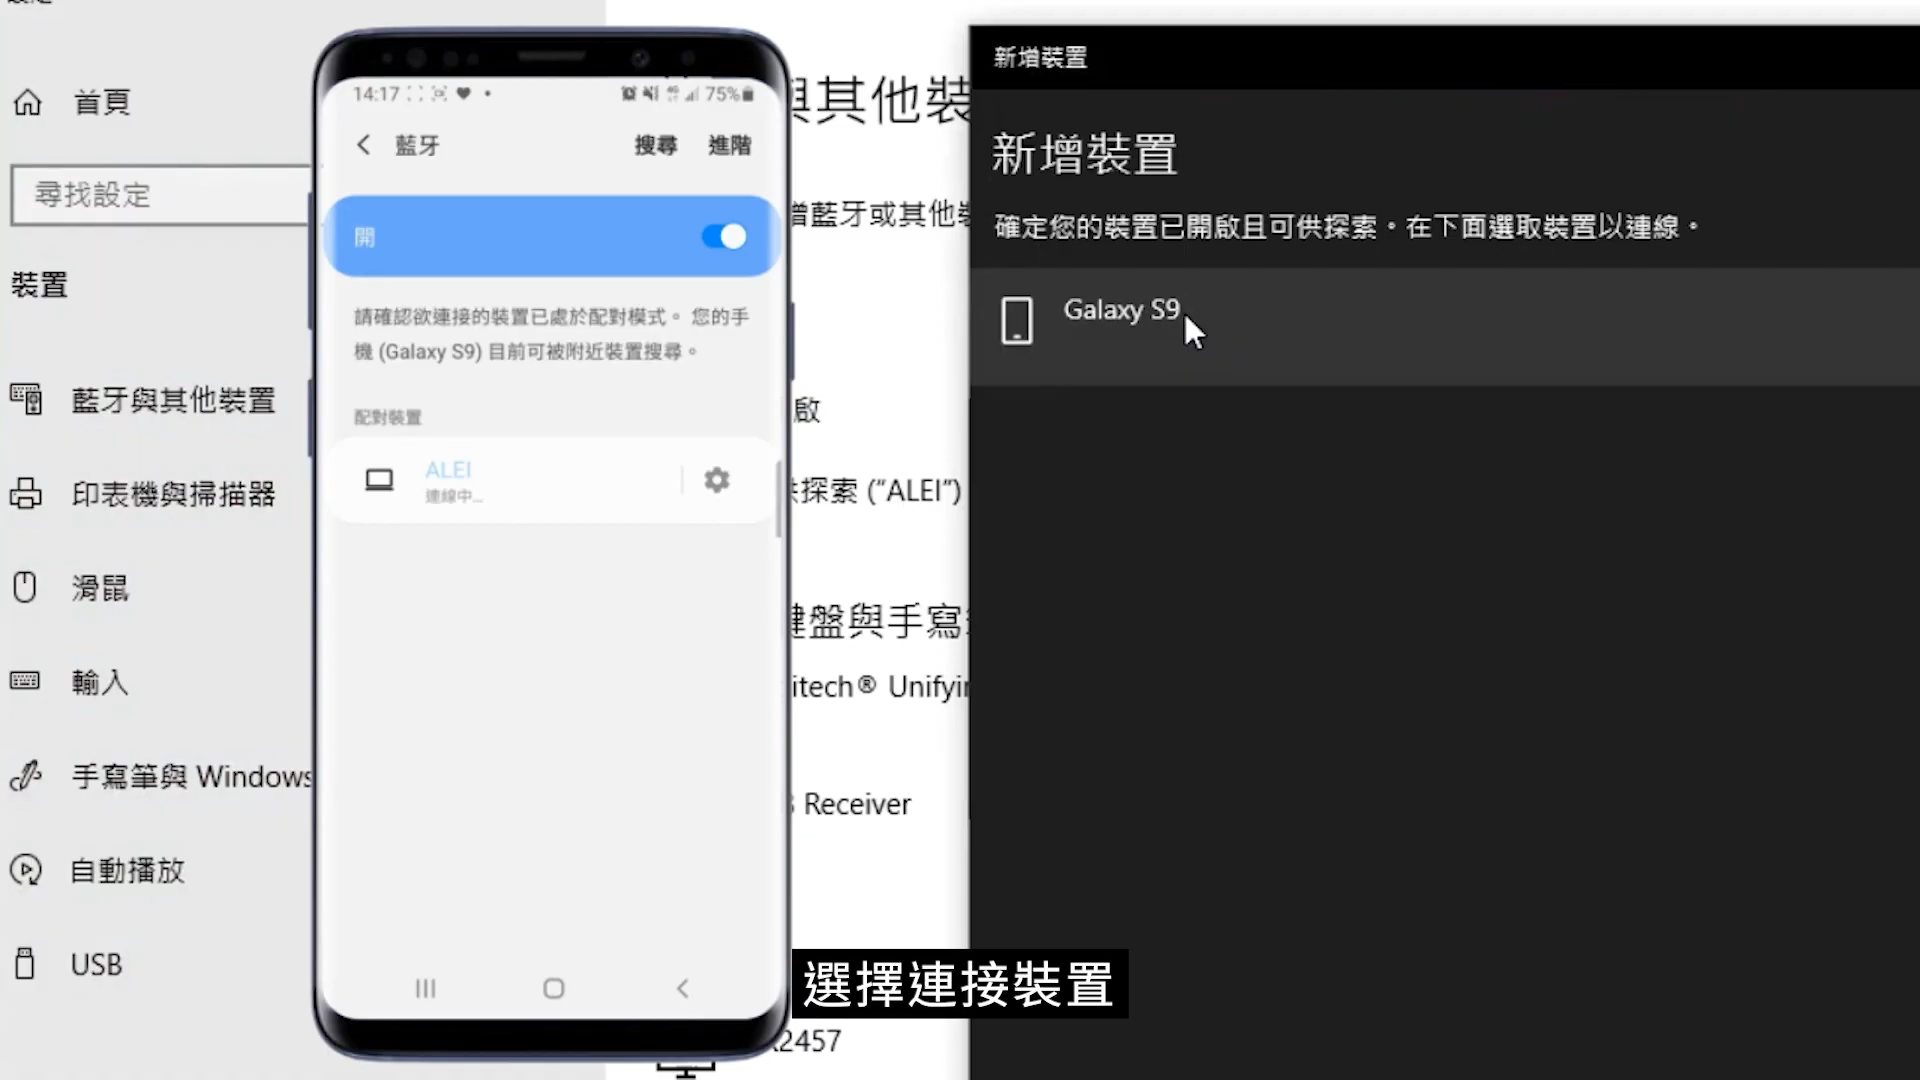 首頁
尋找設定
裝置
藍牙與其他裝置
印表機與掃描器
滑鼠
輸入
手寫筆與 Windows
自動播放
USB
14:17
75%
藍牙
搜尋
進階
開
請確認欲連接的裝置已處於配對模式。 您的手
機 (Galaxy S9) 目前可被附近裝置搜尋。
配對裝置
ALEI
連線中...
與其他裝
增藍牙或其他裝
啟
供探索 (“ALEI”)
鍵盤與手寫
itech® Unifyin
Receiver
2457
新增裝置
新增裝置
確定您的裝置已開啟且可供探索。在下面選取裝置以連線。
Galaxy S9
選擇連接裝置